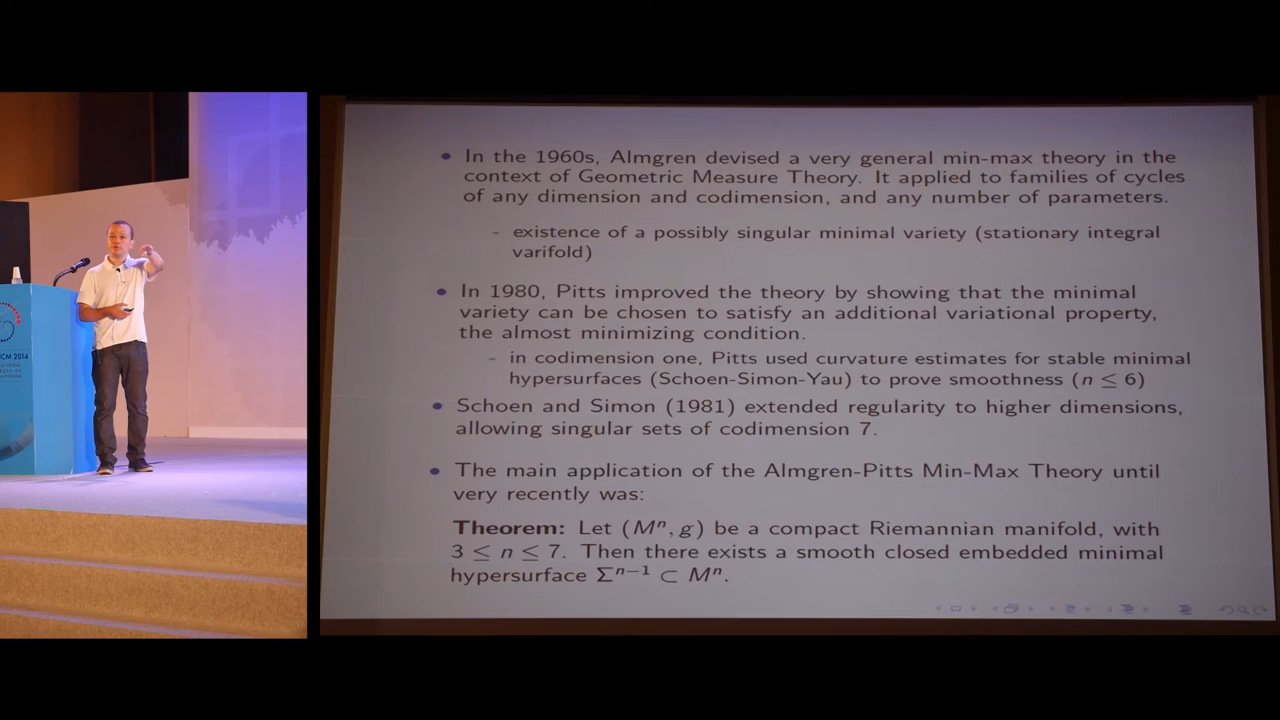 • In the 1960s, Almgren devised a very general min-max theory in the
context of Geometric Measure Theory. It applied to families of cycles
of any dimension and codimension, and any number of parameters.
- existence of a possibly singular minimal variety (stationary integral
varifold)
• In 1980, Pitts improved the theory by showing that the minimal
variety can be chosen to satisfy an additional variational property,
the almost minimizing condition.
- in codimension one, Pitts used curvature estimates for stable minimal
hypersurfaces (Schoen-Simon-Yau) to prove smoothness (n ≤ 6)
• Schoen and Simon (1981) extended regularity to higher dimensions,
allowing singular sets of codimension 7.
• The main application of the Almgren-Pitts Min-Max Theory until
very recently was:
Theorem: Let (Mⁿ, g) be a compact Riemannian manifold, with
3 ≤ n ≤ 7. Then there exists a smooth closed embedded minimal
hypersurface Σⁿ⁻¹ ⊂ Mⁿ.
CM 2014